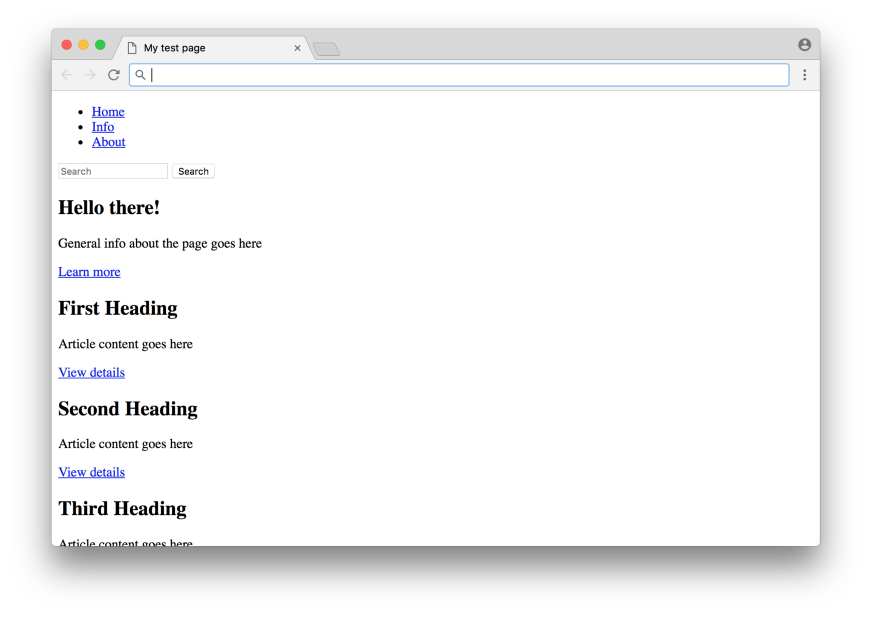 My test page
Home
Info
About
Search Search
Hello there!
General info about the page goes here
Learn more
First Heading
Article content goes here
View details
Second Heading
Article content goes here
View details
Third Heading
Article content goes here